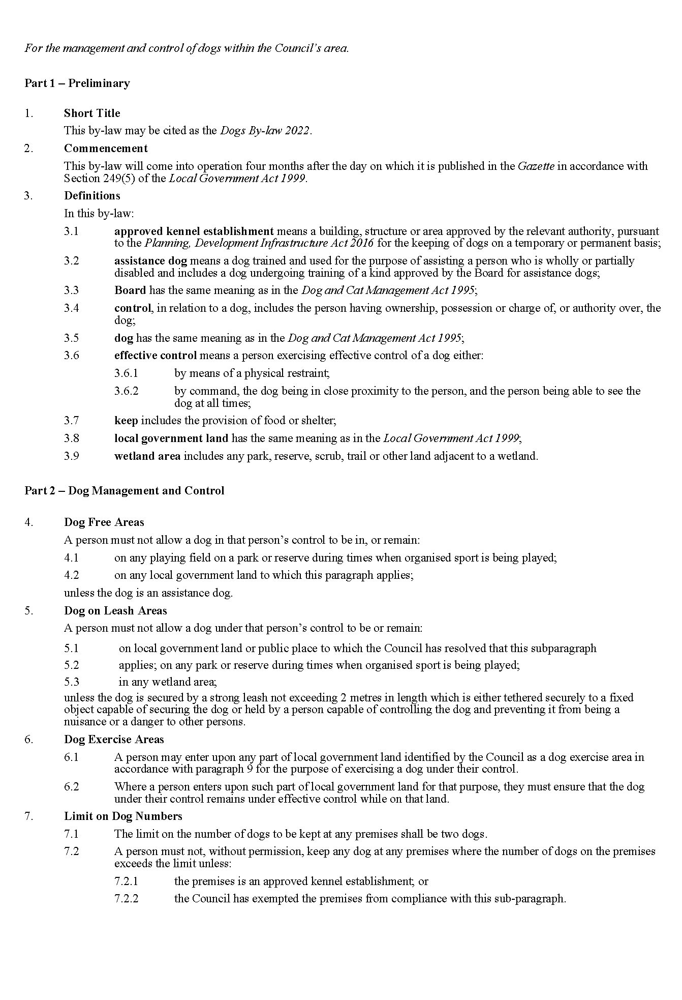 For the management and control of dogs within the Council's area.
Part 1 – Preliminary
1. Short Title
This by-law may be cited as the Dogs By-law 2022.
2. Commencement
This by-law will come into operation four months after the day on which it is published in the Gazette in accordance with
Section 249(5) of the Local Government Act 1999.
3. Definitions
In this by-law:
3.1 approved kennel establishment means a building, structure or area approved by the relevant authority, pursuant
to the Planning, Development Infrastructure Act 2016 for the keeping of dogs on a temporary or permanent basis;
3.2 assistance dog means a dog trained and used for the purpose of assisting a person who is wholly or partially
disabled and includes a dog undergoing training of a kind approved by the Board for assistance dogs;
3.3 Board has the same meaning as in the Dog and Cat Management Act 1995;
3.4 control, in relation to a dog, includes the person having ownership, possession or charge of, or authority over, the
dog;
3.5 dog has the same meaning as in the Dog and Cat Management Act 1995;
3.6 effective control means a person exercising effective control of a dog either:
3.6.1 by means of a physical restraint;
3.6.2 by command, the dog being in close proximity to the person, and the person being able to see the
dog at all times;
3.7 keep includes the provision of food or shelter;
3.8 local government land has the same meaning as in the Local Government Act 1999;
3.9 wetland area includes any park, reserve, scrub, trail or other land adjacent to a wetland.
Part 2 – Dog Management and Control
4. Dog Free Areas
A person must not allow a dog in that person's control to be in, or remain:
4.1 on any playing field on a park or reserve during times when organised sport is being played;
4.2 on any local government land to which this paragraph applies;
unless the dog is an assistance dog.
5. Dog on Leash Areas
A person must not allow a dog under that person's control to be or remain:
5.1 on local government land or public place to which the Council has resolved that this subparagraph
5.2 applies; on any park or reserve during times when organised sport is being played;
5.3 in any wetland area;
unless the dog is secured by a strong leash not exceeding 2 metres in length which is either tethered securely to a fixed
object capable of securing the dog or held by a person capable of controlling the dog and preventing it from being a
nuisance or a danger to other persons.
6. Dog Exercise Areas
6.1 A person may enter upon any part of local government land identified by the Council as a dog exercise area in
accordance with paragraph 9 for the purpose of exercising a dog under their control.
6.2 Where a person enters upon such part of local government land for that purpose, they must ensure that the dog
under their control remains under effective control while on that land.
7. Limit on Dog Numbers
7.1 The limit on the number of dogs to be kept at any premises shall be two dogs.
7.2 A person must not, without permission, keep any dog at any premises where the number of dogs on the premises
exceeds the limit unless:
7.2.1 the premises is an approved kennel establishment; or
7.2.2 the Council has exempted the premises from compliance with this sub-paragraph.